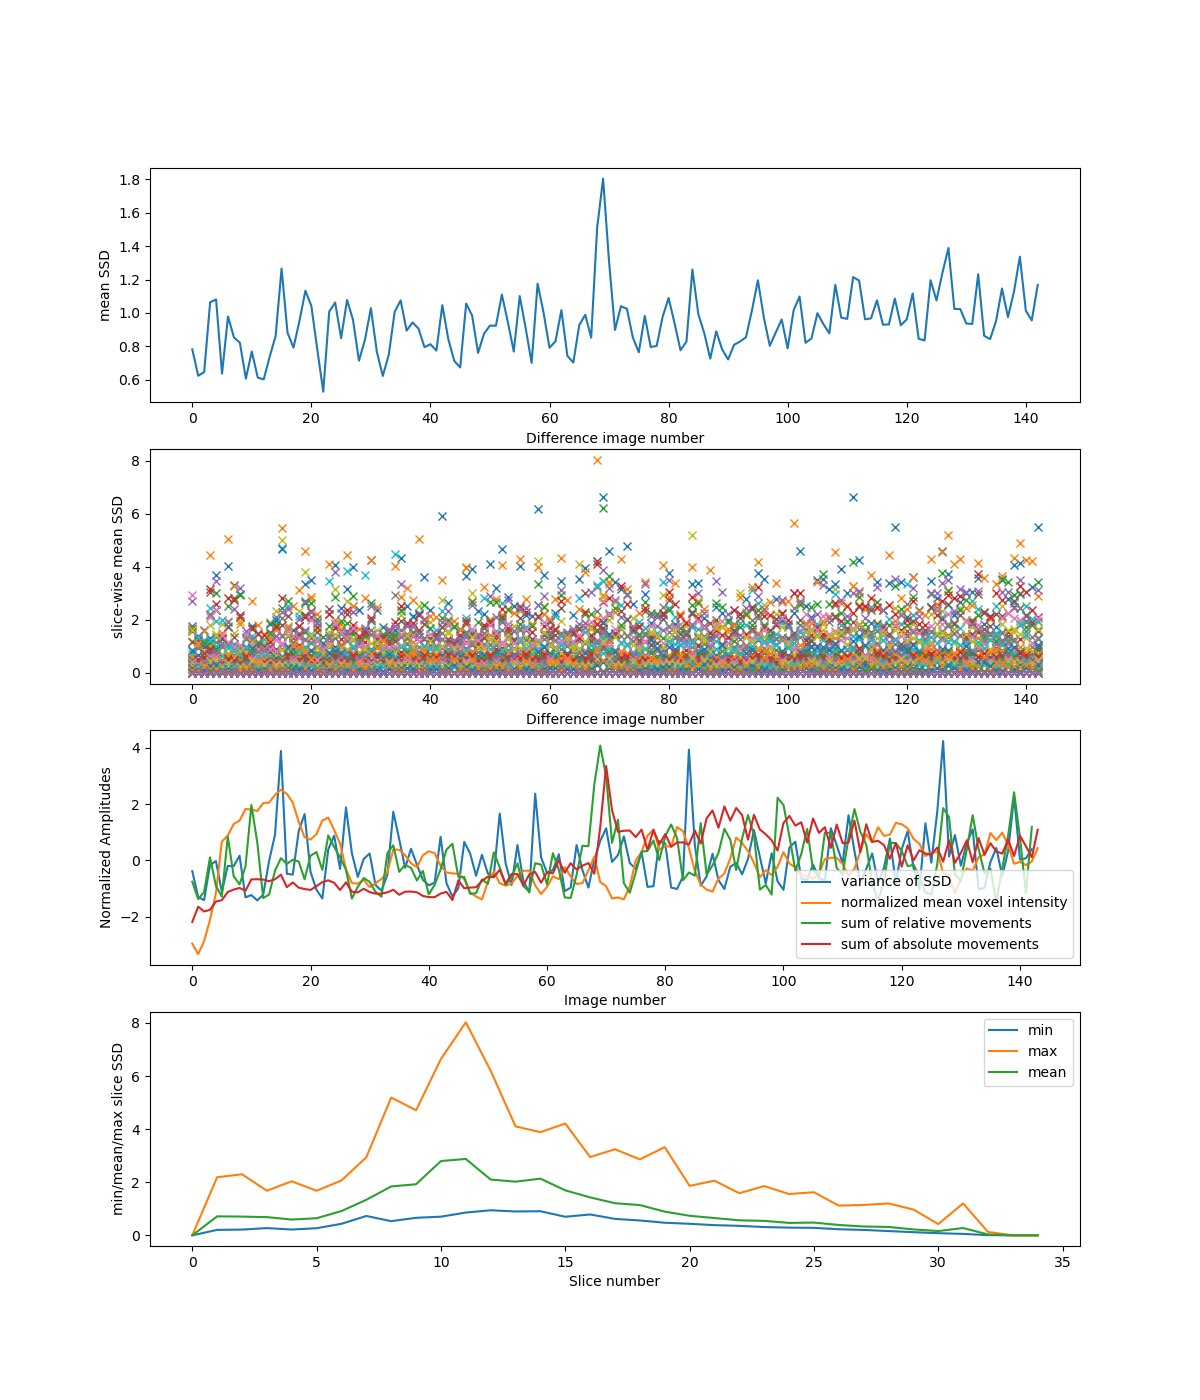 mean SSD
1.8
1.6
1.4
1.2
1.0
0.8
0.6
0 20 40 60 80 100 120 140
Difference image number
slice-wise mean SSD
8
6
4
2
0
0 20 40 60 80 100 120 140
Difference image number
Normalized Amplitudes
4
2
0
−2
variance of SSD
normalized mean voxel intensity
sum of relative movements
sum of absolute movements
0 20 40 60 80 100 120 140
Image number
min/mean/max slice SSD
8
6
4
2
0
min
max
mean
0 5 10 15 20 25 30 35
Slice number